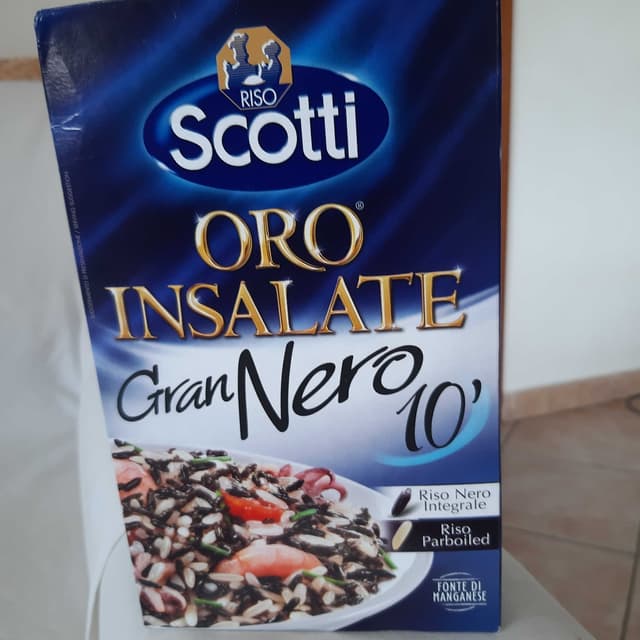 RISO
Scotti
ORO®
INSALATE
Gran Nero
10'
Riso Nero
Integrale
Riso
Parboiled
FONTE DI
MANGANESE